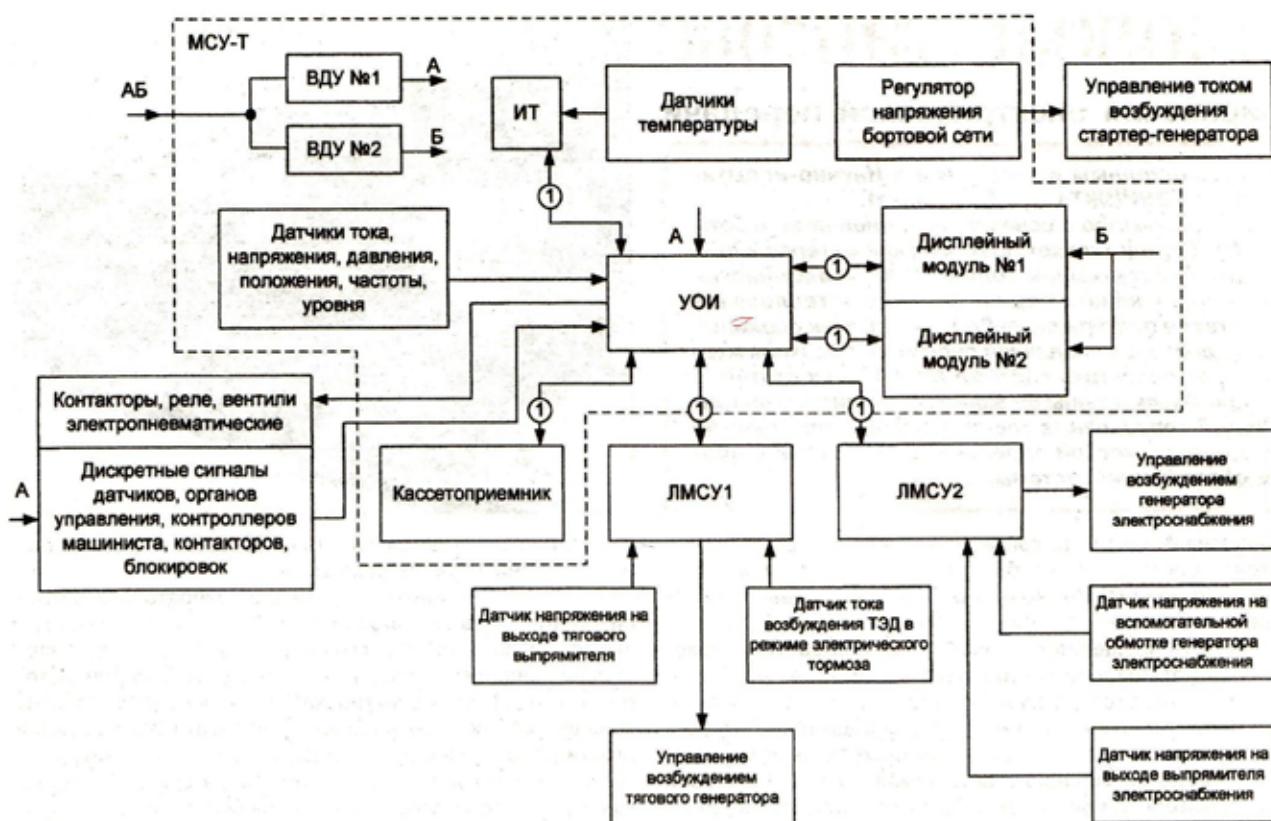 МСУ-Т
АБ
ВДУ №1
А
ВДУ №2
Б
ИТ
Датчики
температуры
Регулятор
напряжения
бортовой сети
Управление током
возбуждения
стартер-генератора
1
Датчики тока,
напряжения, давления,
положения, частоты,
уровня
А
УОИ
1
1
Дисплейный
модуль №1
Дисплейный
модуль №2
Б
Контакторы, реле, вентили
электропневматические
А
Дискретные сигналы
датчиков, органов
управления, контроллеров
машиниста, контакторов,
блокировок
1
1
1
Кассетоприемник
ЛМСУ1
ЛМСУ2
Управление
возбуждением
генератора
электроснабжения
Датчик напряжения на
выходе тягового
выпрямителя
Датчик тока
возбуждения ТЭД в
режиме электрического
тормоза
Датчик напряжения на
вспомогательной
обмотке генератора
электроснабжения
Управление
возбуждением
тягового генератора
Датчик напряжения на
выходе выпрямителя
электроснабжения